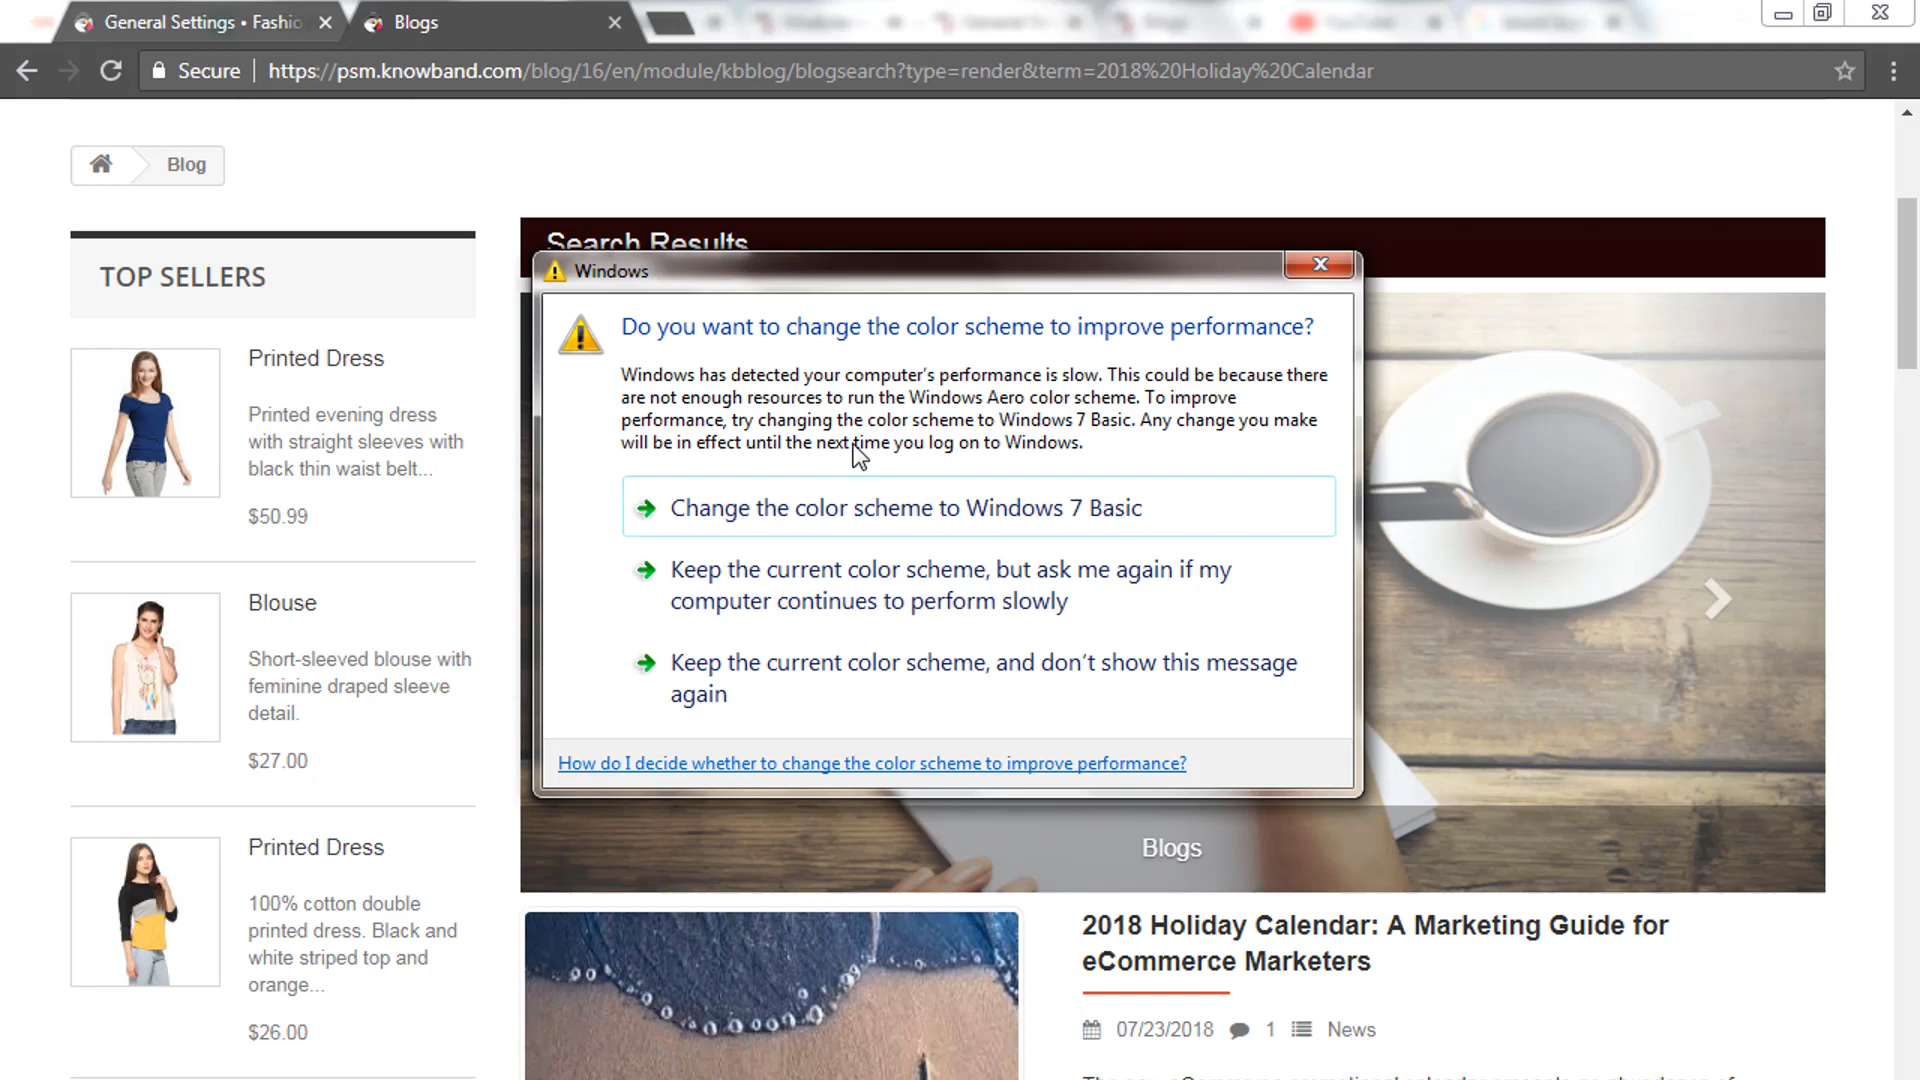 General Settings • Fashio
Blogs
Secure
https://psm.knowband.com/blog/16/en/module/kbblog/blogsearch?type=render&term=2018%20Holiday%20Calendar
Blog
TOP SELLERS
Printed Dress
Printed evening dress
with straight sleeves with
black thin waist belt...
$50.99
Blouse
Short-sleeved blouse with
feminine draped sleeve
detail.
$27.00
Printed Dress
100% cotton double
printed dress. Black and
white striped top and
orange...
$26.00
Search Results
Windows
Do you want to change the color scheme to improve performance?
Windows has detected your computer's performance is slow. This could be because there
are not enough resources to run the Windows Aero color scheme. To improve
performance, try changing the color scheme to Windows 7 Basic. Any change you make
will be in effect until the next time you log on to Windows.
Change the color scheme to Windows 7 Basic
Keep the current color scheme, but ask me again if my
computer continues to perform slowly
Keep the current color scheme, and don't show this message
again
How do I decide whether to change the color scheme to improve performance?
Blogs
2018 Holiday Calendar: A Marketing Guide for
eCommerce Marketers
07/23/2018 1 News